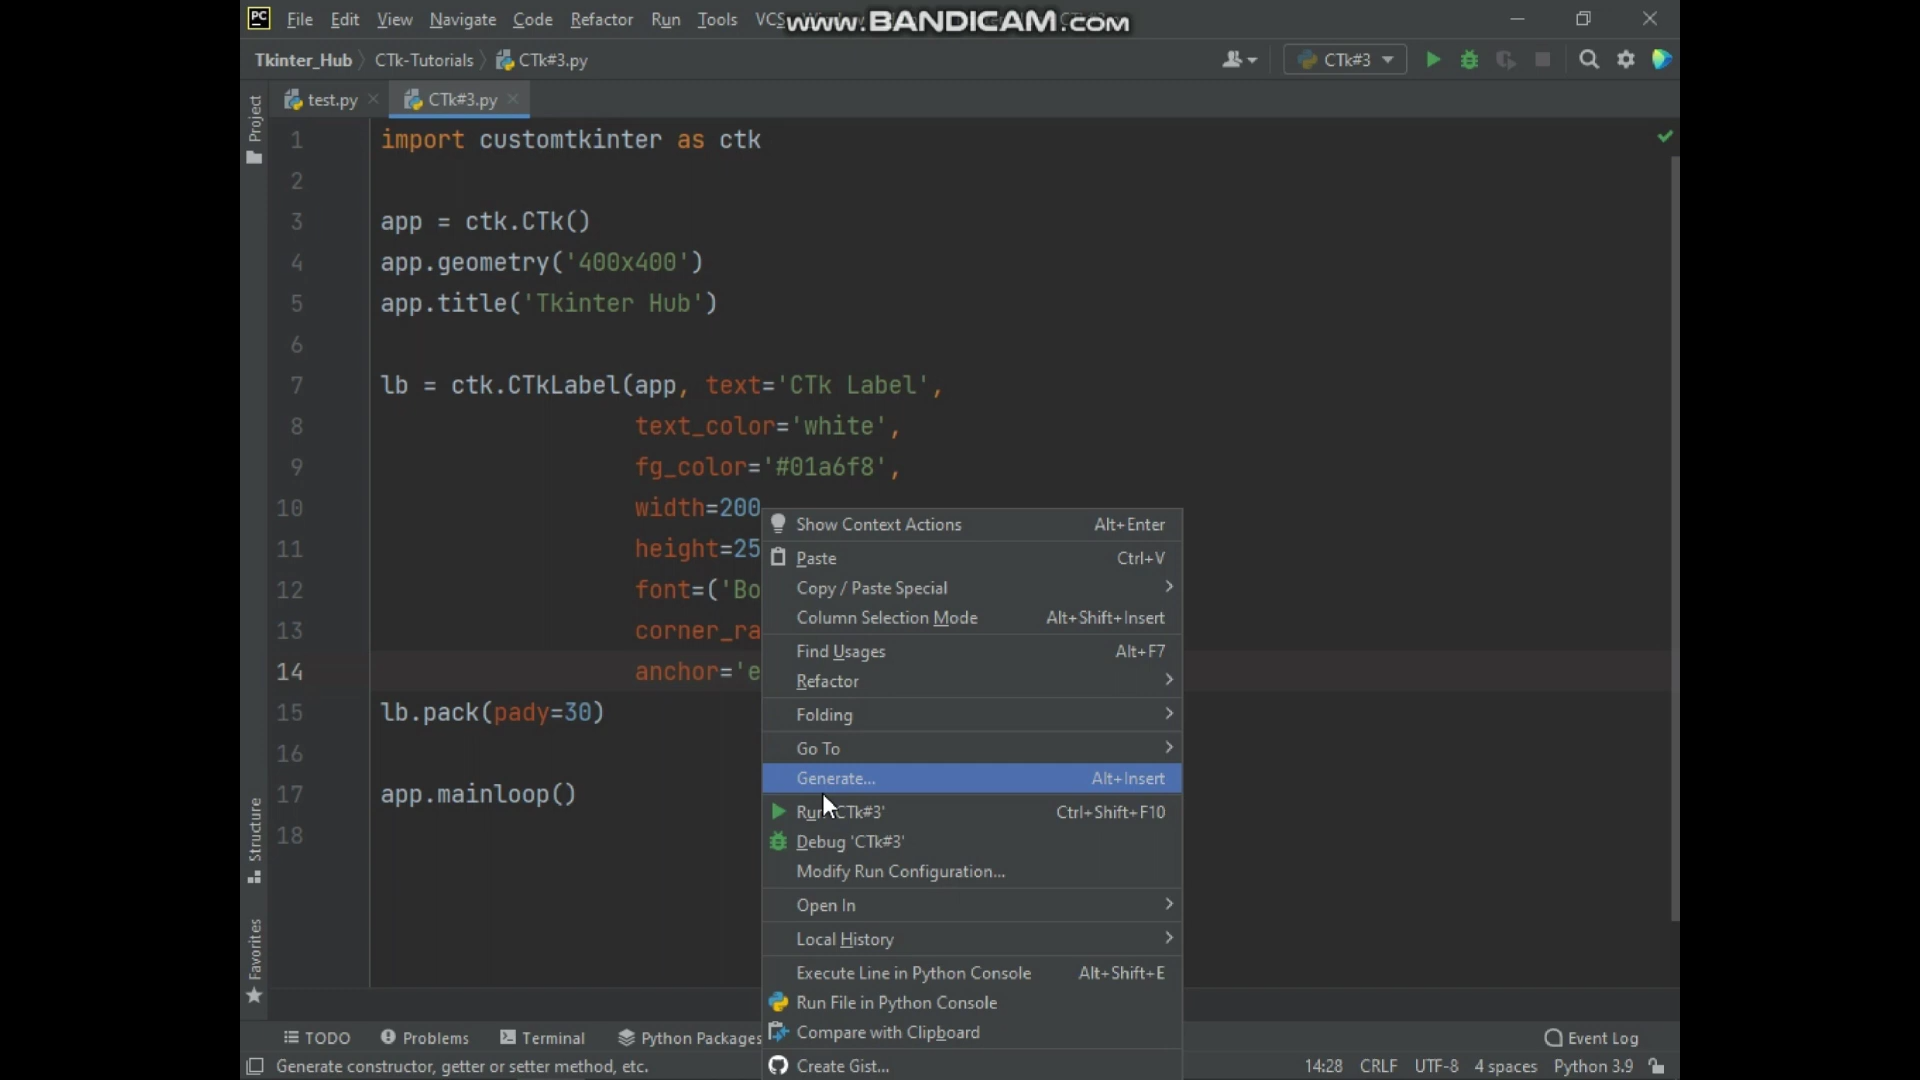 PC File Edit View Navigate Code Refactor Run Tools VCS
www.BANDICAM.com
Tkinter_Hub CTk-Tutorials CTk#3.py CTk#3
test.py CTk#3.py
Project
1 import customtkinter as ctk
2
3 app = ctk.CTk()
4 app.geometry('400x400')
5 app.title('Tkinter Hub')
6
7 lb = ctk.CTkLabel(app, text='CTk Label',
8 text_color='white',
9 fg_color='#01a6f8',
10 width=200
11 height=25
12 font=('Bo
13 corner_ra
14 anchor='e
15 lb.pack(pady=30)
16
17 app.mainloop()
18
Show Context Actions Alt+Enter
Paste Ctrl+V
Copy / Paste Special
Column Selection Mode Alt+Shift+Insert
Find Usages Alt+F7
Refactor
Folding
Go To
Generate... Alt+Insert
Run 'CTk#3' Ctrl+Shift+F10
Debug 'CTk#3'
Modify Run Configuration...
Open In
Local History
Execute Line in Python Console Alt+Shift+E
Run File in Python Console
Compare with Clipboard
Create Gist...
Structure
Favorites
TODO Problems Terminal Python Packages Event Log
Generate constructor, getter or setter method, etc. 14:28 CRLF UTF-8 4 spaces Python 3.9